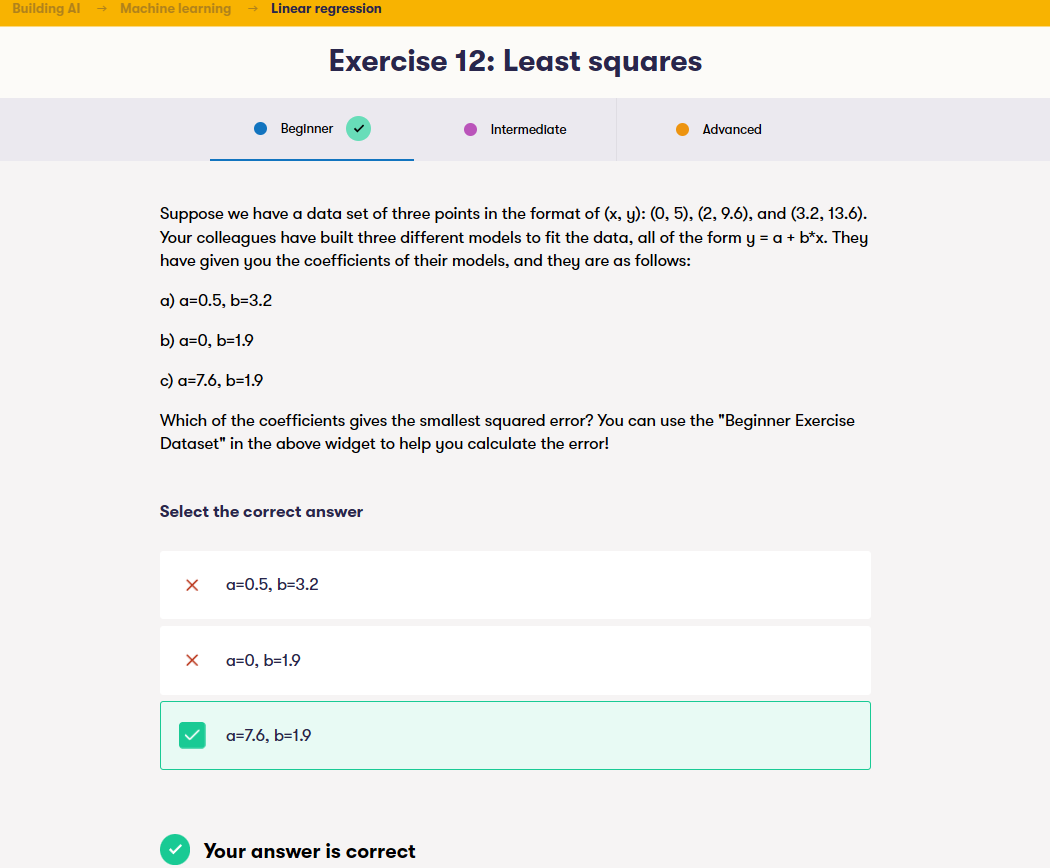 Building AI → Machine learning → Linear regression
Exercise 12: Least squares
Beginner Intermediate Advanced
Suppose we have a data set of three points in the format of (x, y): (0, 5), (2, 9.6), and (3.2, 13.6).
Your colleagues have built three different models to fit the data, all of the form y = a + b*x. They
have given you the coefficients of their models, and they are as follows:
a) a=0.5, b=3.2
b) a=0, b=1.9
c) a=7.6, b=1.9
Which of the coefficients gives the smallest squared error? You can use the "Beginner Exercise
Dataset" in the above widget to help you calculate the error!
Select the correct answer
a=0.5, b=3.2
a=0, b=1.9
a=7.6, b=1.9
Your answer is correct